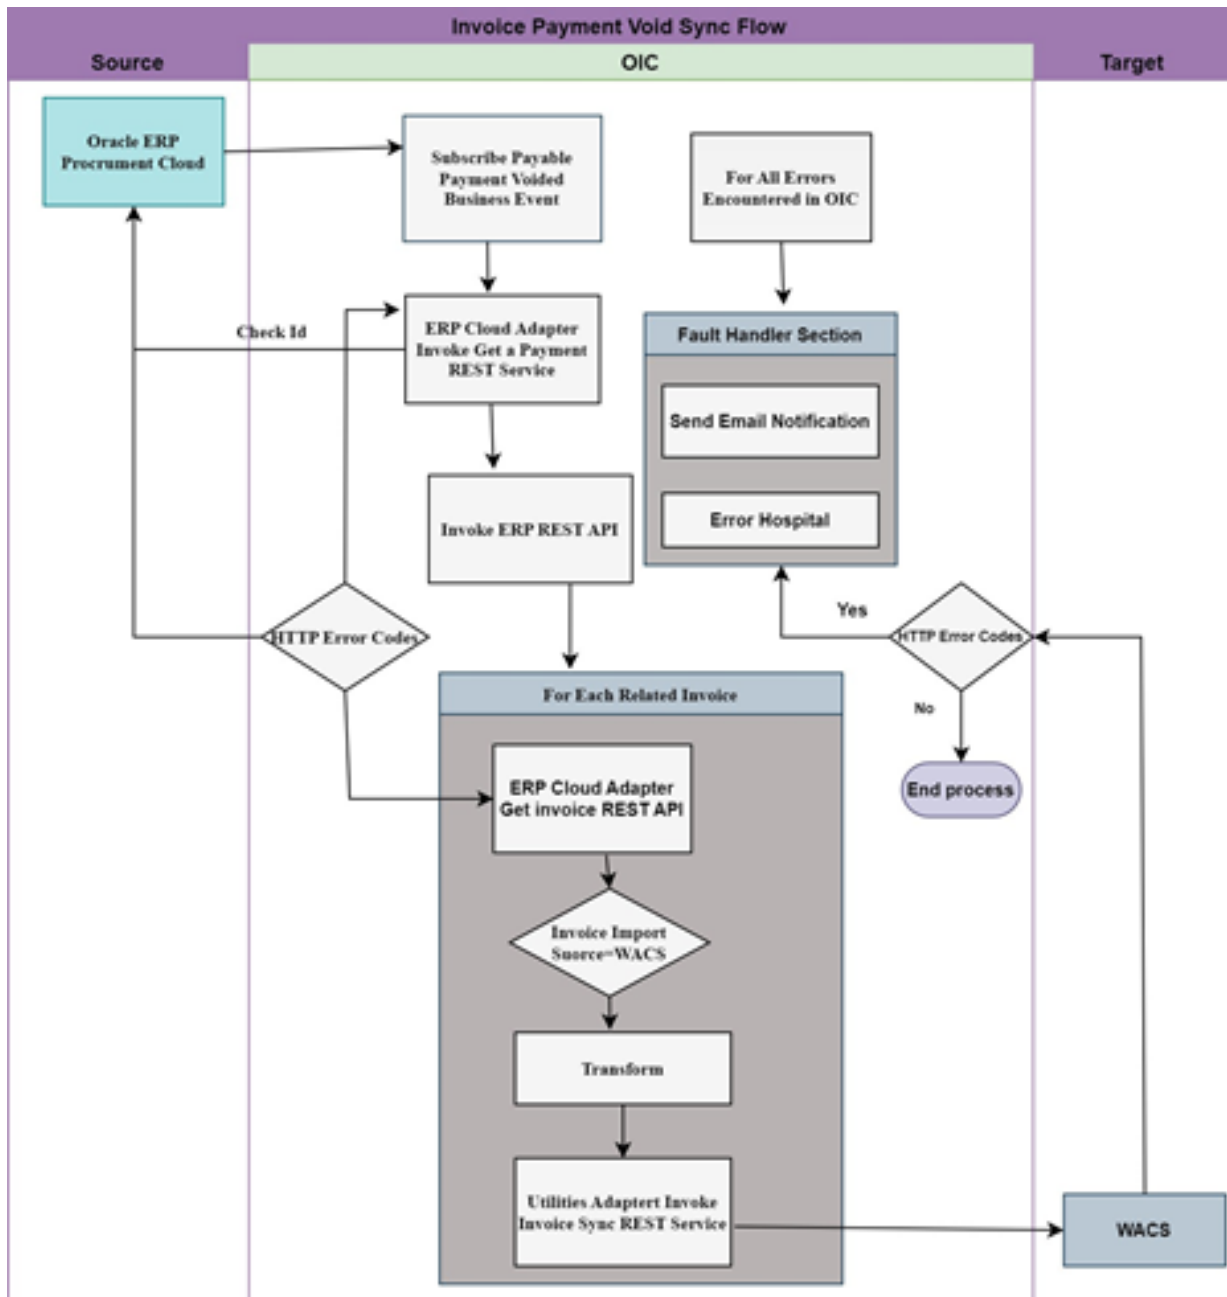 Invoice Payment Void Sync Flow
Source
OIC
Target
Oracle ERP
Procrument Cloud
Subscribe Payable
Payment Voided
Business Event
For All Errors
Encountered in OIC
Check Id
ERP Cloud Adapter
Invoke Get a Payment
REST Service
Fault Handler Section
Send Email Notification
Error Hospital
Invoke ERP REST API
HTTP Error Codes
Yes
HTTP Error Codes
No
End process
For Each Related Invoice
ERP Cloud Adapter
Get invoice REST API
Invoice Import
Suorce=WACS
Transform
Utilities Adaptert Invoke
Invoice Sync REST Service
WACS